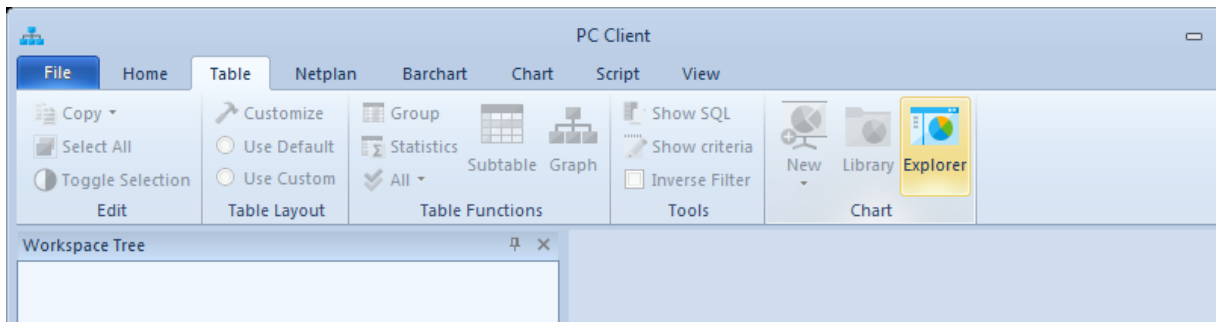 PC Client
File Home Table Netplan Barchart Chart Script View
Copy Customize Group Show SQL
Select All Use Default Statistics Subtable Graph Show criteria New Library Explorer
Toggle Selection Use Custom All Inverse Filter
Edit Table Layout Table Functions Tools Chart
Workspace Tree